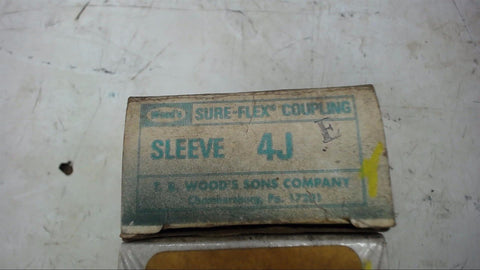 Wood's SURE-FLEX® COUPLING
SLEEVE 4J E
T. B. WOOD'S SONS COMPANY
Chambersburg, Pa. 17201